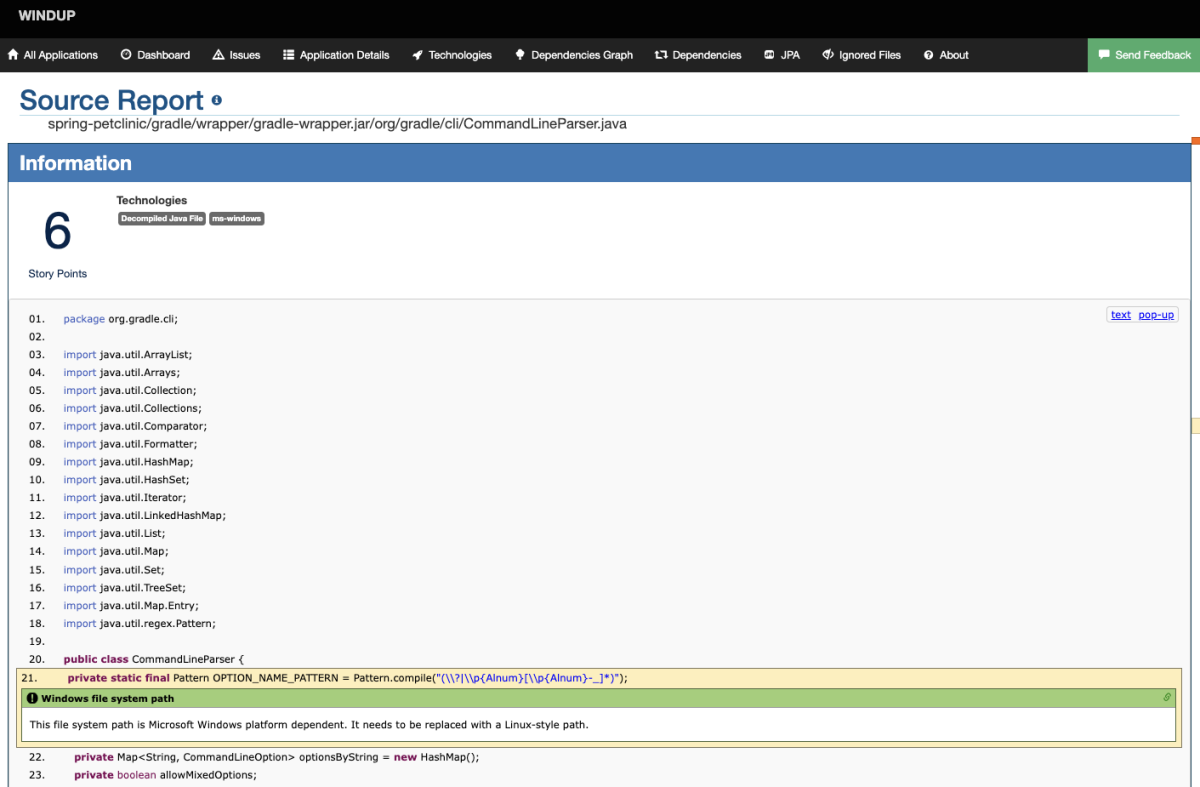 WINDUP
All Applications Dashboard Issues Application Details Technologies Dependencies Graph Dependencies JPA Ignored Files About Send Feedback
Source Report
spring-petclinic/gradle/wrapper/gradle-wrapper.jar/org/gradle/cli/CommandLineParser.java
Information
6
Story Points
Technologies
Decompiled Java File ms-windows
text pop-up
01. package org.gradle.cli;
02.
03. import java.util.ArrayList;
04. import java.util.Arrays;
05. import java.util.Collection;
06. import java.util.Collections;
07. import java.util.Comparator;
08. import java.util.Formatter;
09. import java.util.HashMap;
10. import java.util.HashSet;
11. import java.util.Iterator;
12. import java.util.LinkedHashMap;
13. import java.util.List;
14. import java.util.Map;
15. import java.util.Set;
16. import java.util.TreeSet;
17. import java.util.Map.Entry;
18. import java.util.regex.Pattern;
19.
20. public class CommandLineParser {
21. private static final Pattern OPTION_NAME_PATTERN = Pattern.compile("(\\?|\\p{Alnum}[\\p{Alnum}-_]*)");
Windows file system path
This file system path is Microsoft Windows platform dependent. It needs to be replaced with a Linux-style path.
22. private Map<String, CommandLineOption> optionsByString = new HashMap();
23. private boolean allowMixedOptions;